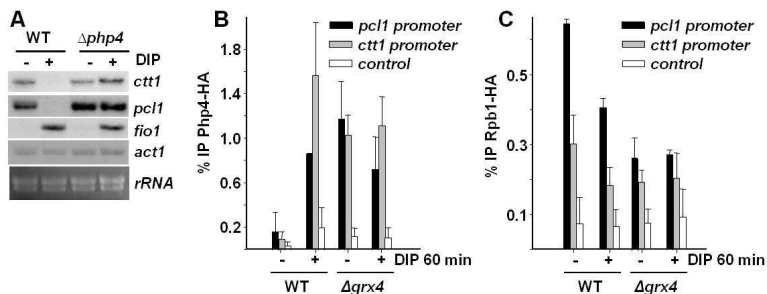 A
WT Δphp4
- + - + DIP
ctt1
pcl1
fio1
act1
rRNA
B
pcl1 promoter
ctt1 promoter
control
% IP Php4-HA
1.8
1.4
1.0
0.6
0.2
- + - + DIP 60 min
WT Δgrx4
C
pcl1 promoter
ctt1 promoter
control
% IP Rpb1-HA
0.5
0.3
0.1
- + - + DIP 60 min
WT Δgrx4